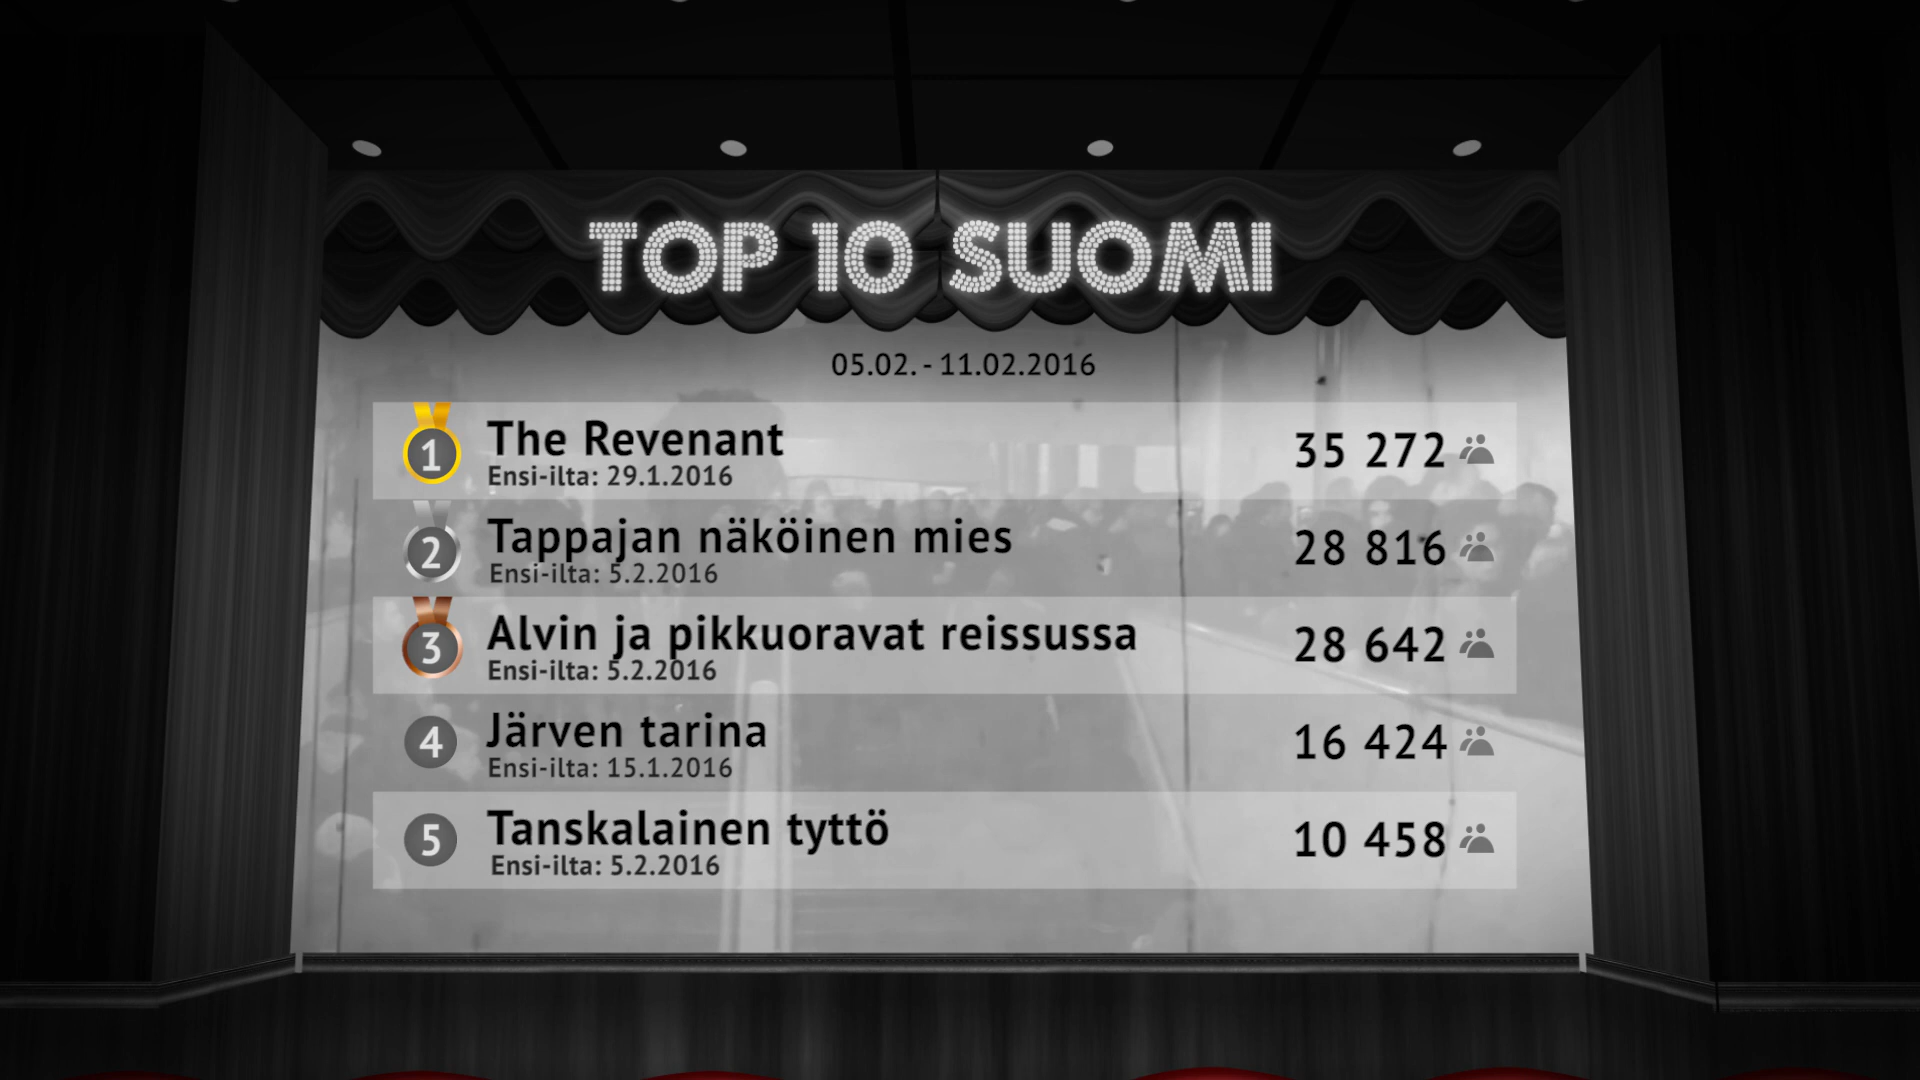 TOP 10 SUOMI
05.02. - 11.02.2016
1 The Revenant 35 272
Ensi-ilta: 29.1.2016
2 Tappajan näköinen mies 28 816
Ensi-ilta: 5.2.2016
3 Alvin ja pikkuoravat reissussa 28 642
Ensi-ilta: 5.2.2016
4 Järven tarina 16 424
Ensi-ilta: 15.1.2016
5 Tanskalainen tyttö 10 458
Ensi-ilta: 5.2.2016